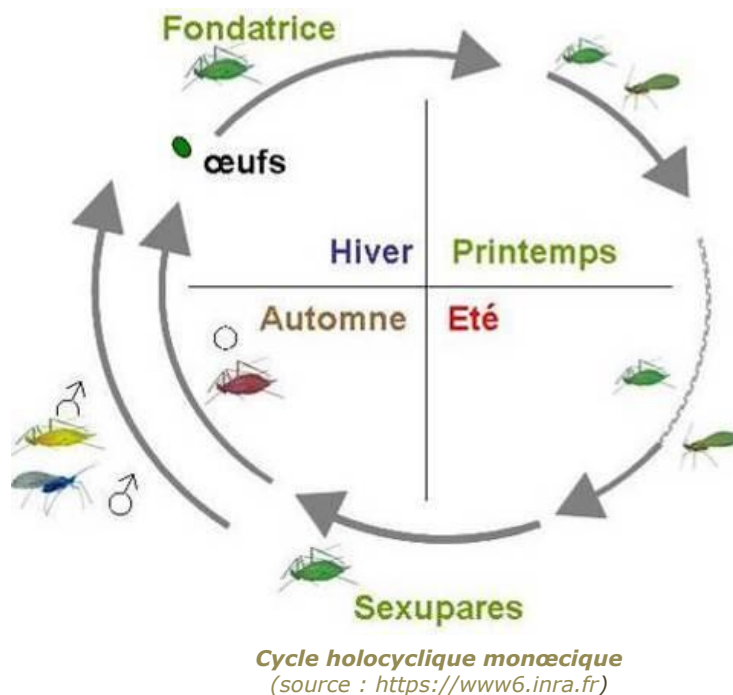 Fondatrice
œufs
Hiver
Printemps
Automne
Eté
Sexupares
Cycle holocyclique monœcique
(source : https://www6.inra.fr)